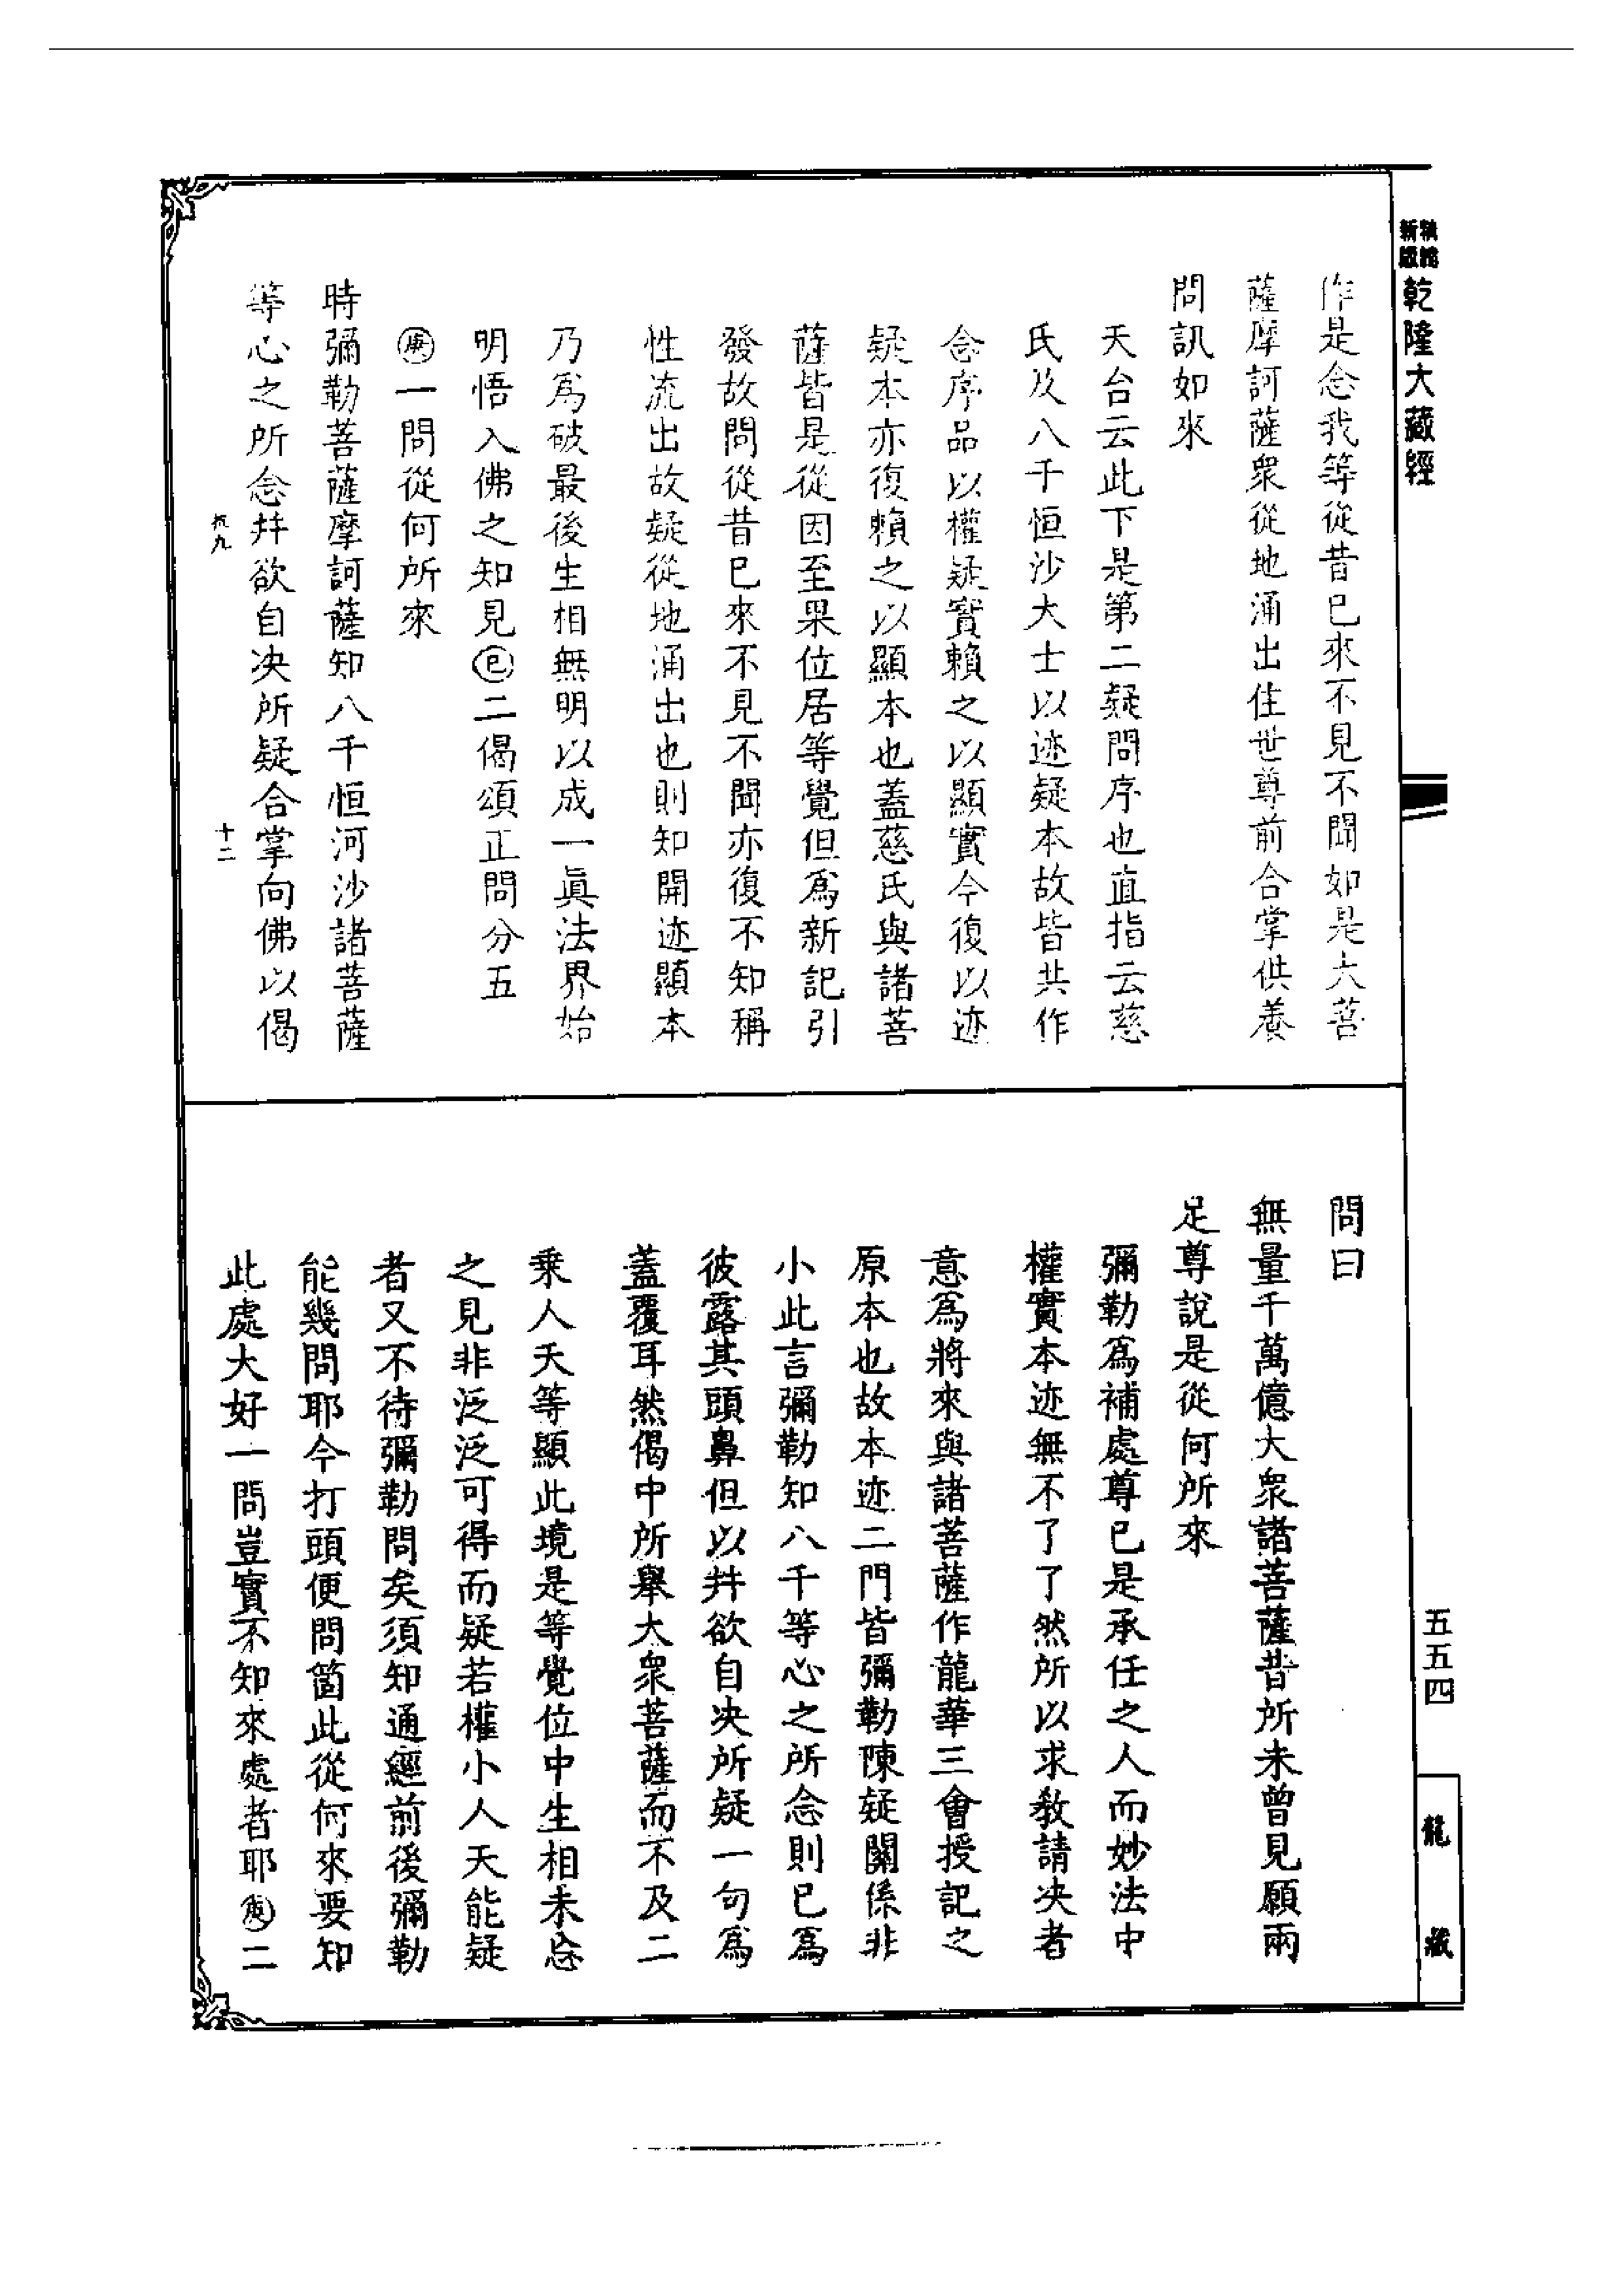 精緻
新版
乾隆大藏經
作是念我等從昔已來不見不聞如是大菩
薩摩訶薩衆從地涌出住世尊前合掌供養
問訊如來
天台云此下是第二疑問序也直指云慈
氏及八千恒沙大士以迹疑本故皆共作
念序品以權疑實賴之以顯實今復以迹
疑本亦復賴之以顯本也蓋慈氏與諸菩
薩皆是從因至果位居等覺但爲新記引
發故問從昔已來不見不聞亦復不知稱
性流出故疑從地涌出也則知開迹顯本
乃爲破最後生相無明以成一眞法界始
明悟入佛之知見㔾二偈頌正問分五
庚一問從何所來
時彌勒菩薩摩訶薩知八千恒河沙諸菩薩
等心之所念幷欲自决所疑合掌向佛以偈
十二
問曰
無量千萬億大衆諸菩薩昔所未曾見願兩
足尊說是從何所來
彌勒爲補處尊已是承任之人而妙法中
權實本迹無不了了然所以求教請决者
意爲將來與諸菩薩作龍華三會授記之
原本也故本迹二門皆彌勒陳疑關係非
小此言彌勒知八千等心之所念則已爲
彼露其頭鼻但以幷欲自决所疑一句爲
蓋覆耳然偈中所舉大衆菩薩而不及二
乗人天等顯此境是等覺位中生相未忘
之見非泛泛可得而疑若權小人天能疑
者又不待彌勒問矣須知通經前後彌勒
能幾問耶今打頭便問箇此從何來要知
此處大好一問豈實不知來處者耶庚二
五五四
龍藏